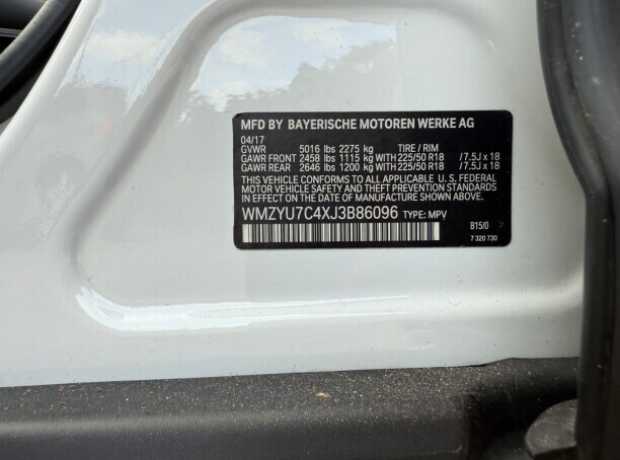 MFD BY BAYERISCHE MOTOREN WERKE AG
04/17
GVWR 5016 lbs 2275 kg TIRE / RIM
GAWR FRONT 2458 lbs 1115 kg WITH 225/50 R18 /7.5J x 18
GAWR REAR 2646 lbs 1200 kg WITH 225/50 R18 /7.5J x 18
THIS VEHICLE CONFORMS TO ALL APPLICABLE U. S. FEDERAL
MOTOR VEHICLE SAFETY, BUMPER, AND THEFT PREVENTION
STANDARDS IN EFFECT ON THE DATE OF MANUFACTURE SHOWN ABOVE.
WMZYU7C4XJ3B86096 TYPE: MPV
B15/0
7 320 730